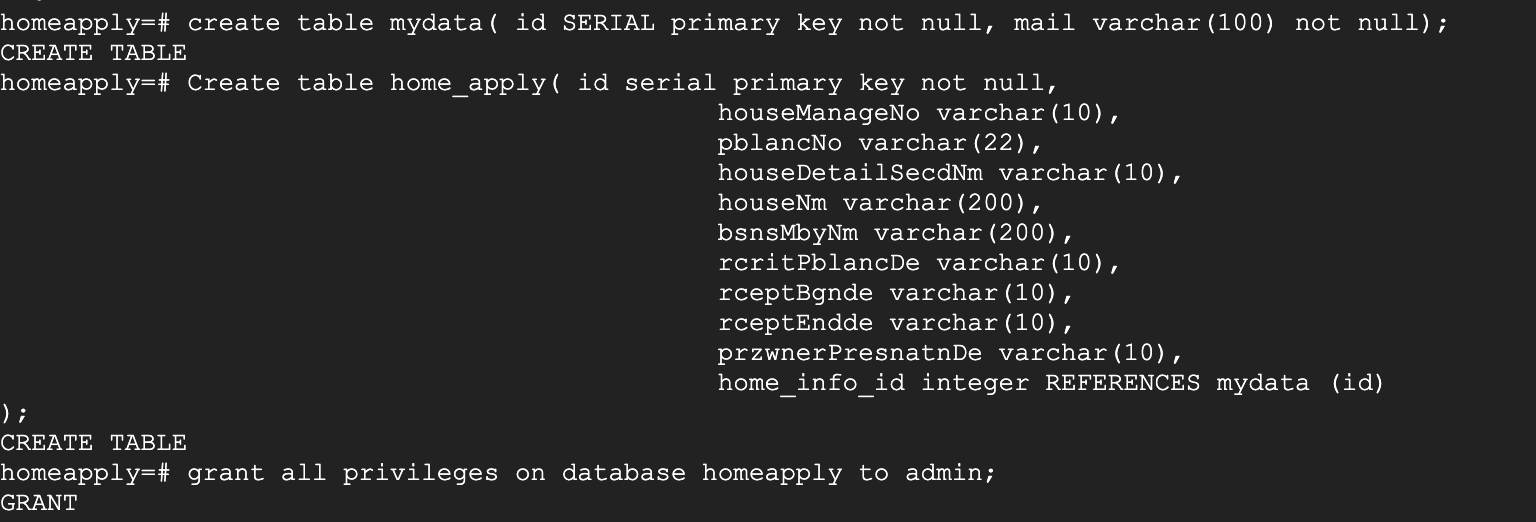 homeapply=# create table mydata( id SERIAL primary key not null, mail varchar(100) not null);
CREATE TABLE
homeapply=# Create table home_apply( id serial primary key not null,
houseManageNo varchar(10),
pblancNo varchar(22),
houseDetailSecdNm varchar(10),
houseNm varchar(200),
bsnsMbyNm varchar(200),
rcritPblancDe varchar(10),
rceptBgnde varchar(10),
rceptEndde varchar(10),
przwnerPresnatnDe varchar(10),
home_info_id integer REFERENCES mydata (id)
);
CREATE TABLE
homeapply=# grant all privileges on database homeapply to admin;
GRANT